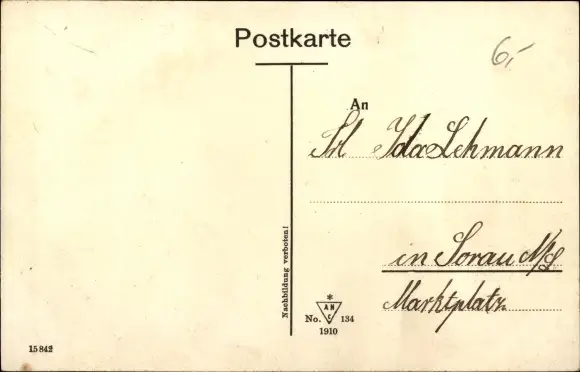 Postkarte
6,-
An
Frl Ida Lehmann
in Sorau N/L
Marktplatz.
Nachbildung verboten!
*
A N C
No. 134
1910
15842